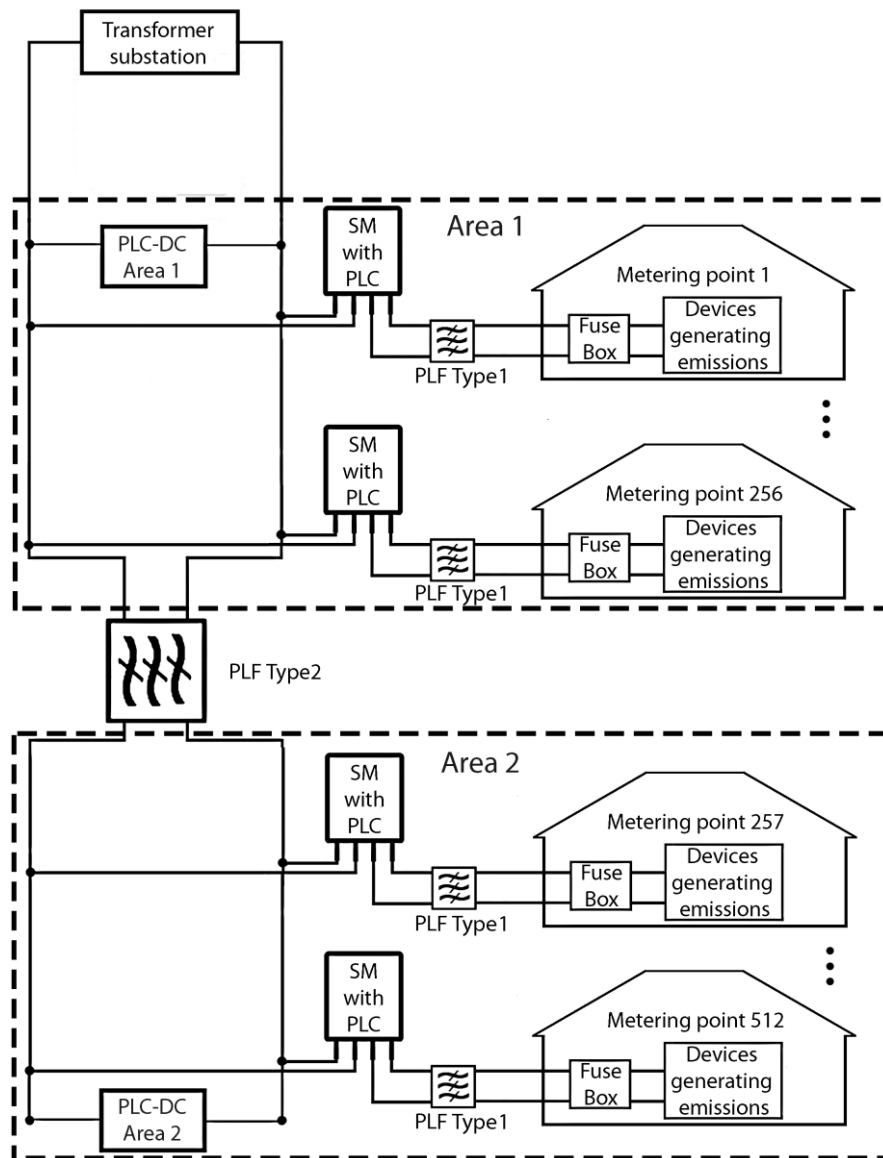 Transformer
substation
Area 1
PLC-DC
Area 1
SM
with
PLC
Metering point 1
Fuse
Box
Devices
generating
emissions
PLF Type1
SM
with
PLC
Metering point 256
Fuse
Box
Devices
generating
emissions
PLF Type1
PLF Type2
Area 2
SM
with
PLC
Metering point 257
Fuse
Box
Devices
generating
emissions
PLF Type1
SM
with
PLC
Metering point 512
Fuse
Box
Devices
generating
emissions
PLF Type1
PLC-DC
Area 2